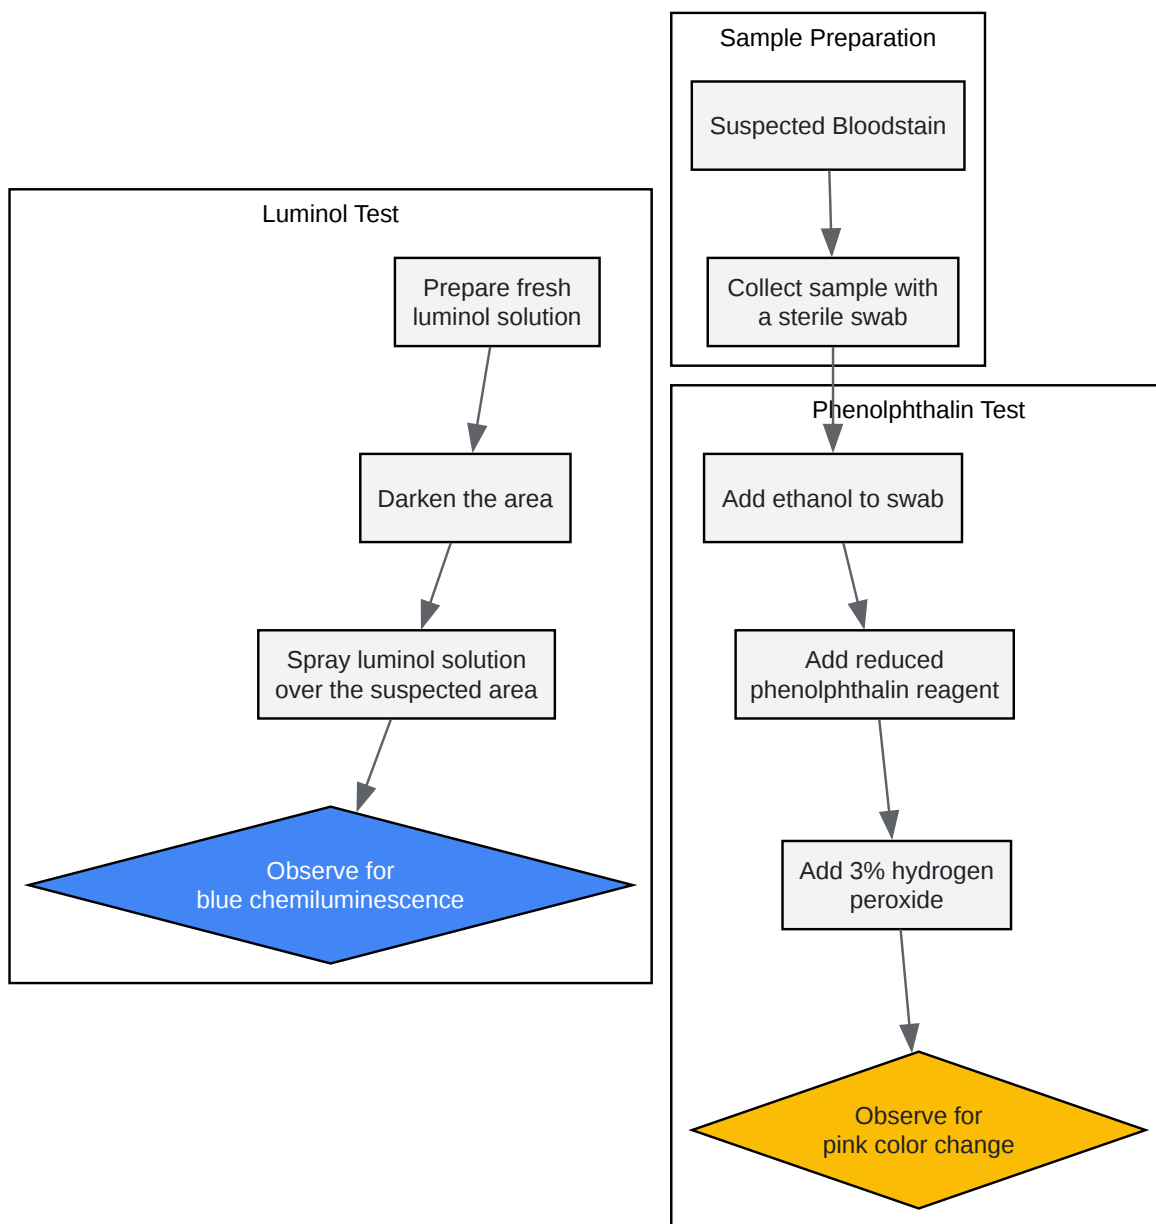 Sample Preparation
Suspected Bloodstain
Collect sample with
a sterile swab
Luminol Test
Prepare fresh
luminol solution
Darken the area
Spray luminol solution
over the suspected area
Observe for
blue chemiluminescence
Phenolphthalin Test
Add ethanol to swab
Add reduced
phenolphthalin reagent
Add 3% hydrogen
peroxide
Observe for
pink color change